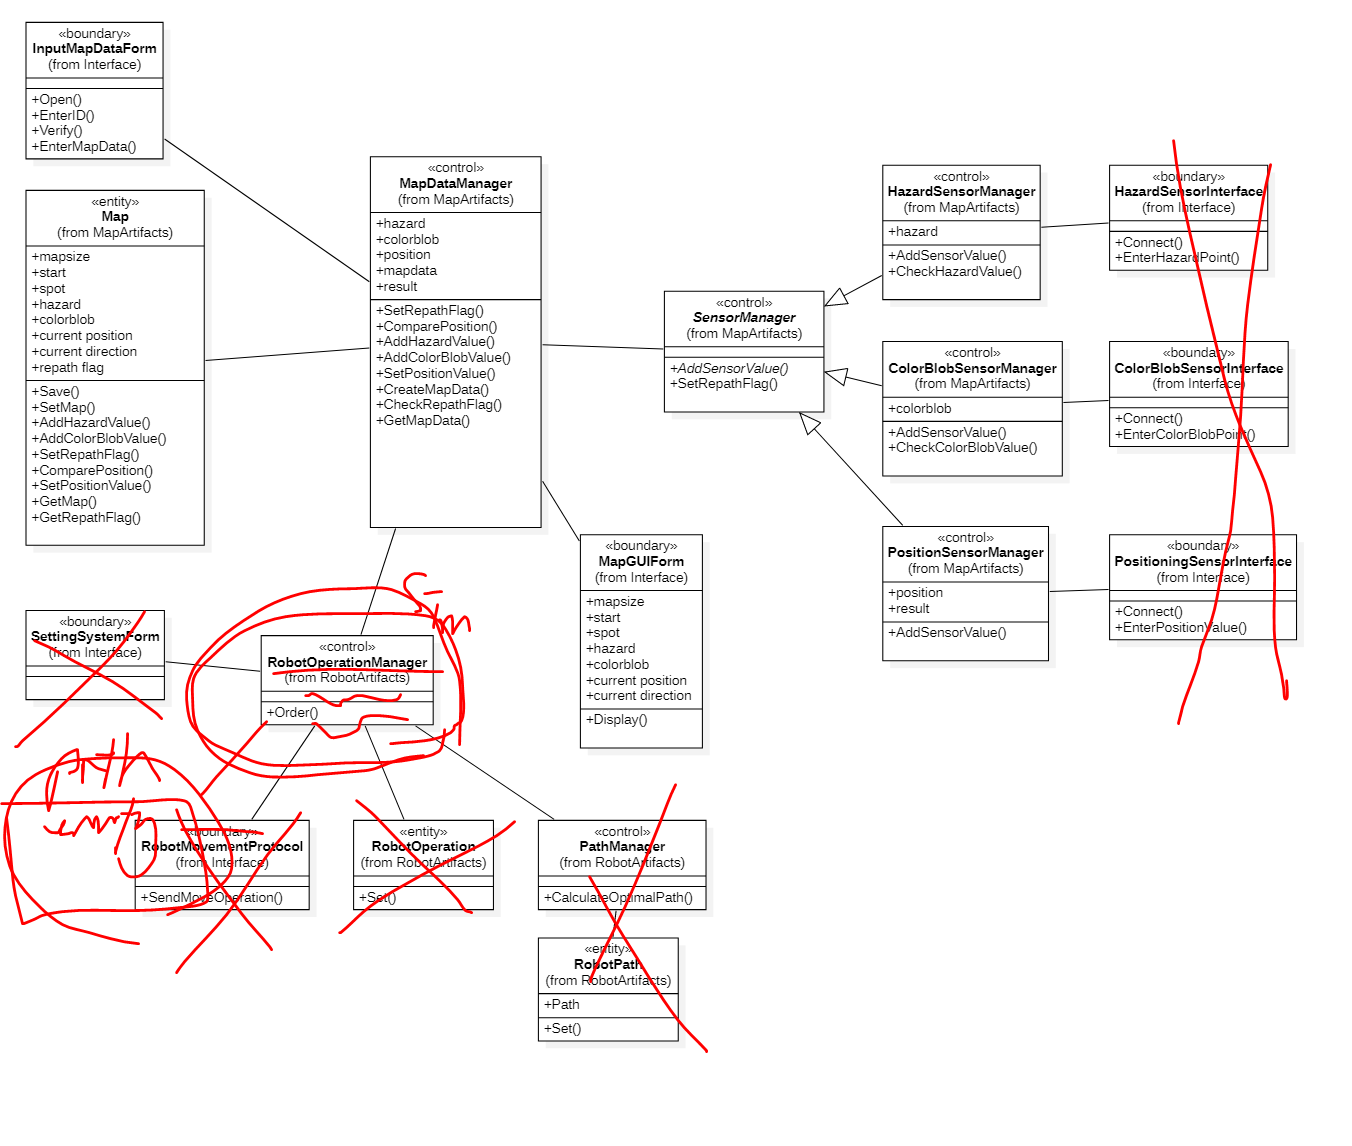 «boundary»
InputMapDataForm
(from Interface)
+Open()
+EnterID()
+Verify()
+EnterMapData()
«entity»
Map
(from MapArtifacts)
+mapsize
+start
+spot
+hazard
+colorblob
+current position
+current direction
+repath flag
+Save()
+SetMap()
+AddHazardValue()
+AddColorBlobValue()
+SetRepathFlag()
+ComparePosition()
+SetPositionValue()
+GetMap()
+GetRepathFlag()
«control»
MapDataManager
(from MapArtifacts)
+hazard
+colorblob
+position
+mapdata
+result
+SetRepathFlag()
+ComparePosition()
+AddHazardValue()
+AddColorBlobValue()
+SetPositionValue()
+CreateMapData()
+CheckRepathFlag()
+GetMapData()
«control»
SensorManager
(from MapArtifacts)
+AddSensorValue()
+SetRepathFlag()
«control»
HazardSensorManager
(from MapArtifacts)
+hazard
+AddSensorValue()
+CheckHazardValue()
«boundary»
HazardSensorInterface
(from Interface)
+Connect()
+EnterHazardPoint()
«control»
ColorBlobSensorManager
(from MapArtifacts)
+colorblob
+AddSensorValue()
+CheckColorBlobValue()
«boundary»
ColorBlobSensorInterface
(from Interface)
+Connect()
+EnterColorBlobPoint()
«control»
PositionSensorManager
(from MapArtifacts)
+position
+result
+AddSensorValue()
«boundary»
PositioningSensorInterface
(from Interface)
+Connect()
+EnterPositionValue()
«boundary»
MapGUIForm
(from Interface)
+mapsize
+start
+spot
+hazard
+colorblob
+current position
+current direction
+Display()
«boundary»
SettingSystemForm
(from Interface)
Sim
«control»
RobotOperationManager
(from RobotArtifacts)
+Order()
path
«boundary»
RobotMovementProtocol
(from Interface)
+SendMoveOperation()
«entity»
RobotOperation
(from RobotArtifacts)
+Set()
«control»
PathManager
(from RobotArtifacts)
+CalculateOptimalPath()
«entity»
RobotPath
(from RobotArtifacts)
+Path
+Set()